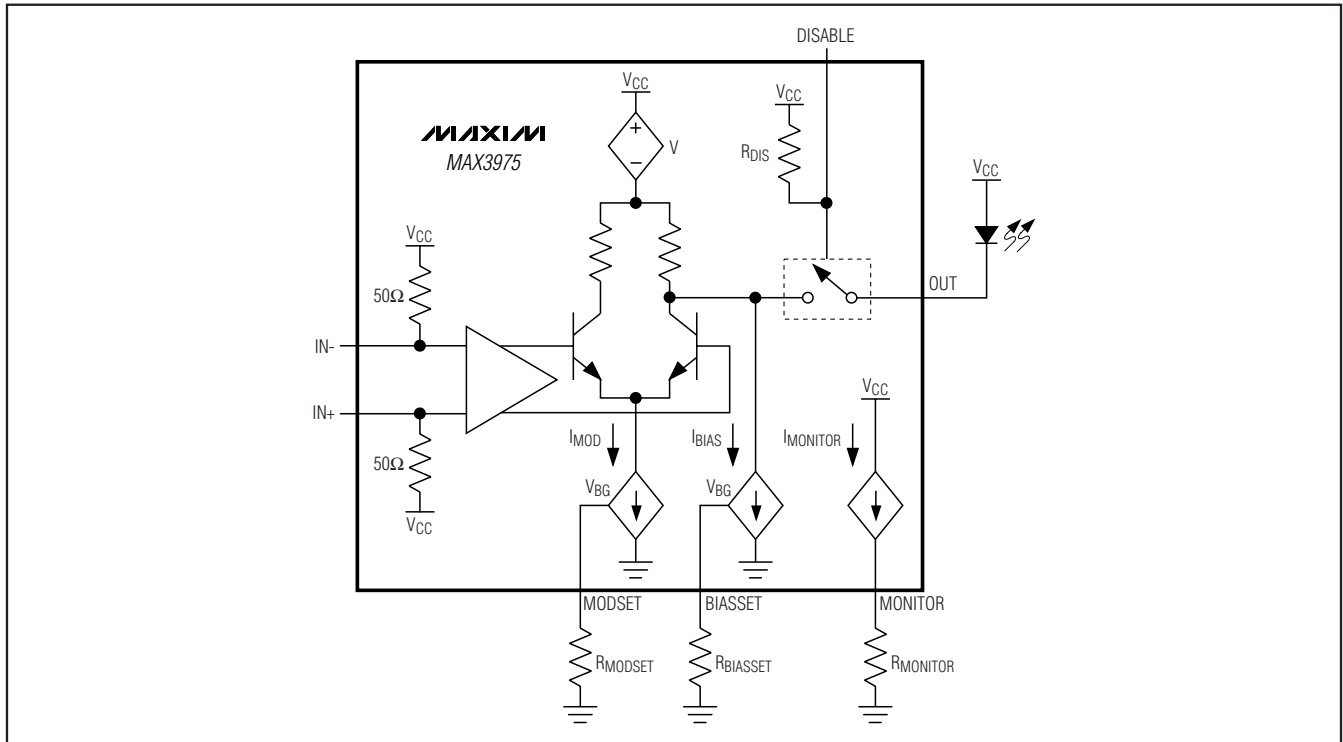 DISABLE
VCC
VCC
MAXIM
MAX3975
+
−
V
RDIS
VCC
VCC
50Ω
OUT
IN-
IN+
VCC
50Ω
IMOD
IBIAS
IMONITOR
VBG
VBG
VCC
MODSET
BIASSET
MONITOR
RMODSET
RBIASSET
RMONITOR